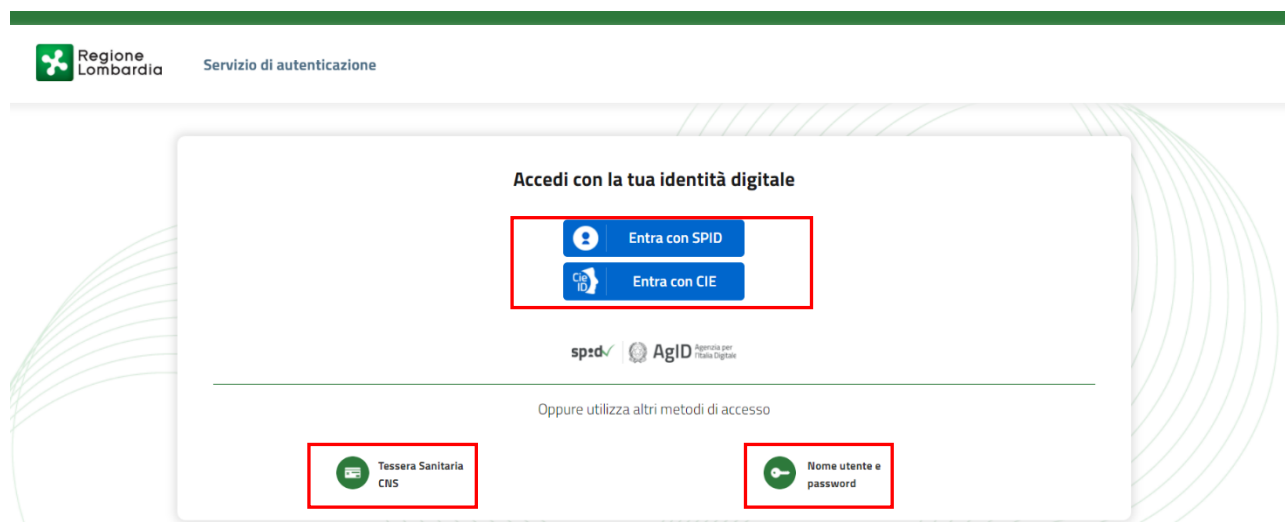 Regione
Lombardia
Servizio di autenticazione
Accedi con la tua identità digitale
Entra con SPID
Cie
ID
Entra con CIE
spid
AgID
Agenzia per
l'Italia Digitale
Oppure utilizza altri metodi di accesso
Tessera Sanitaria
CNS
Nome utente e
password